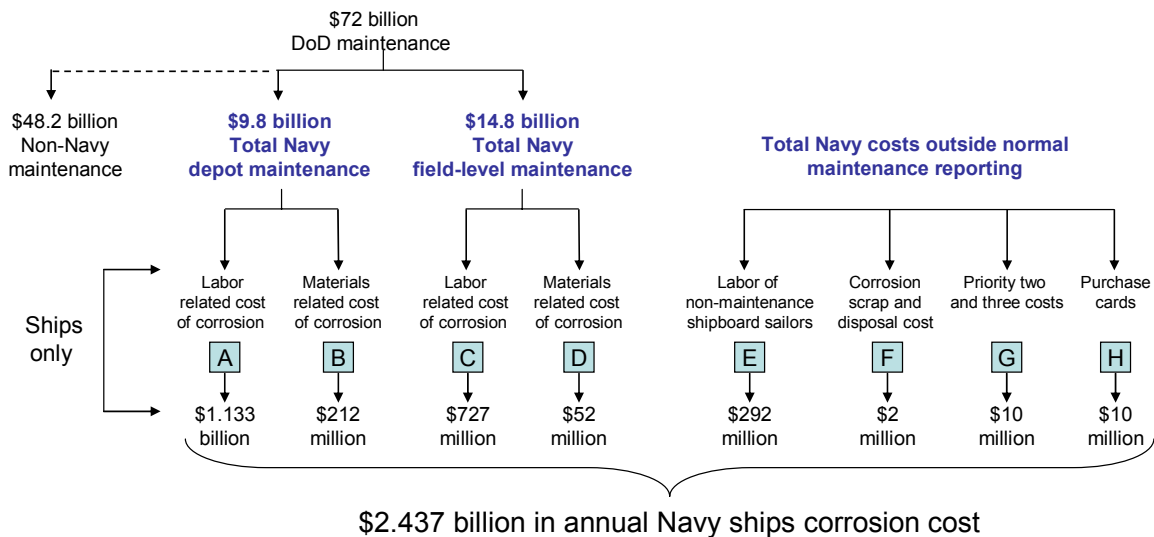 $72 billion
DoD maintenance
$48.2 billion
Non-Navy
maintenance
$9.8 billion
Total Navy
depot maintenance
$14.8 billion
Total Navy
field-level maintenance
Total Navy costs outside normal
maintenance reporting
Ships
only
Labor
related cost
of corrosion
A
$1.133
billion
Materials
related cost
of corrosion
B
$212
million
Labor
related cost
of corrosion
C
$727
million
Materials
related cost
of corrosion
D
$52
million
Labor of
non-maintenance
shipboard sailors
E
$292
million
Corrosion
scrap and
disposal cost
F
$2
million
Priority two
and three costs
G
$10
million
Purchase
cards
H
$10
million
$2.437 billion in annual Navy ships corrosion cost